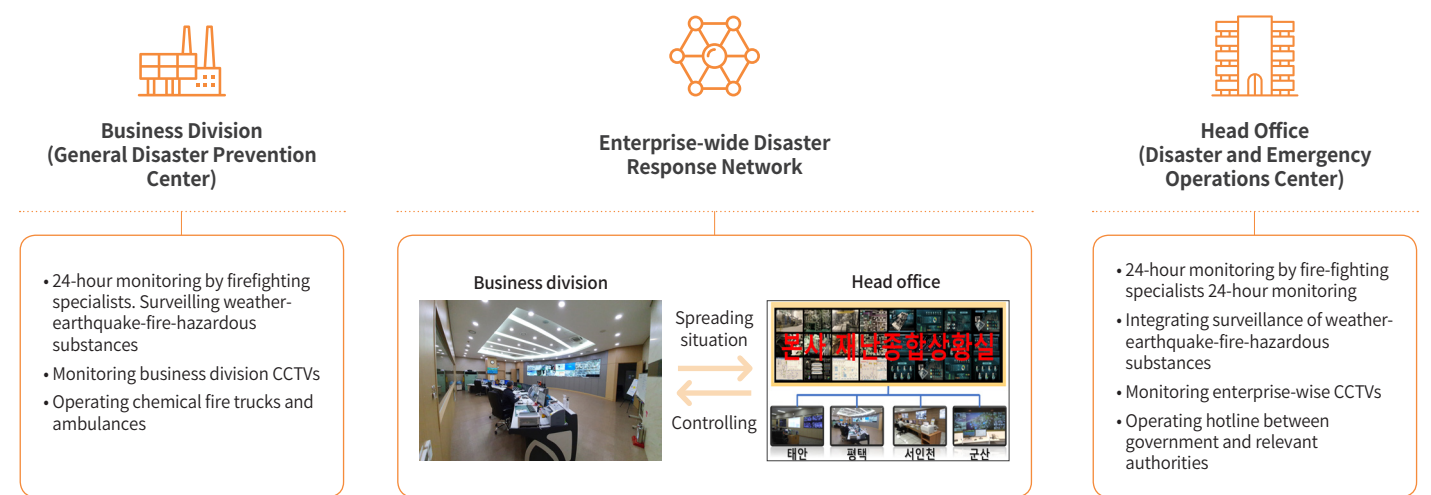 Business Division
(General Disaster Prevention
Center)
• 24-hour monitoring by firefighting
specialists. Surveilling weather-
earthquake-fire-hazardous
substances
• Monitoring business division CCTVs
• Operating chemical fire trucks and
ambulances
Enterprise-wide Disaster
Response Network
Business division
Spreading
situation
Controlling
Head office
본사 재난종합상황실
태안
평택
서인천
군산
Head Office
(Disaster and Emergency
Operations Center)
• 24-hour monitoring by fire-fighting
specialists 24-hour monitoring
• Integrating surveillance of weather-
earthquake-fire-hazardous
substances
• Monitoring enterprise-wise CCTVs
• Operating hotline between
government and relevant
authorities